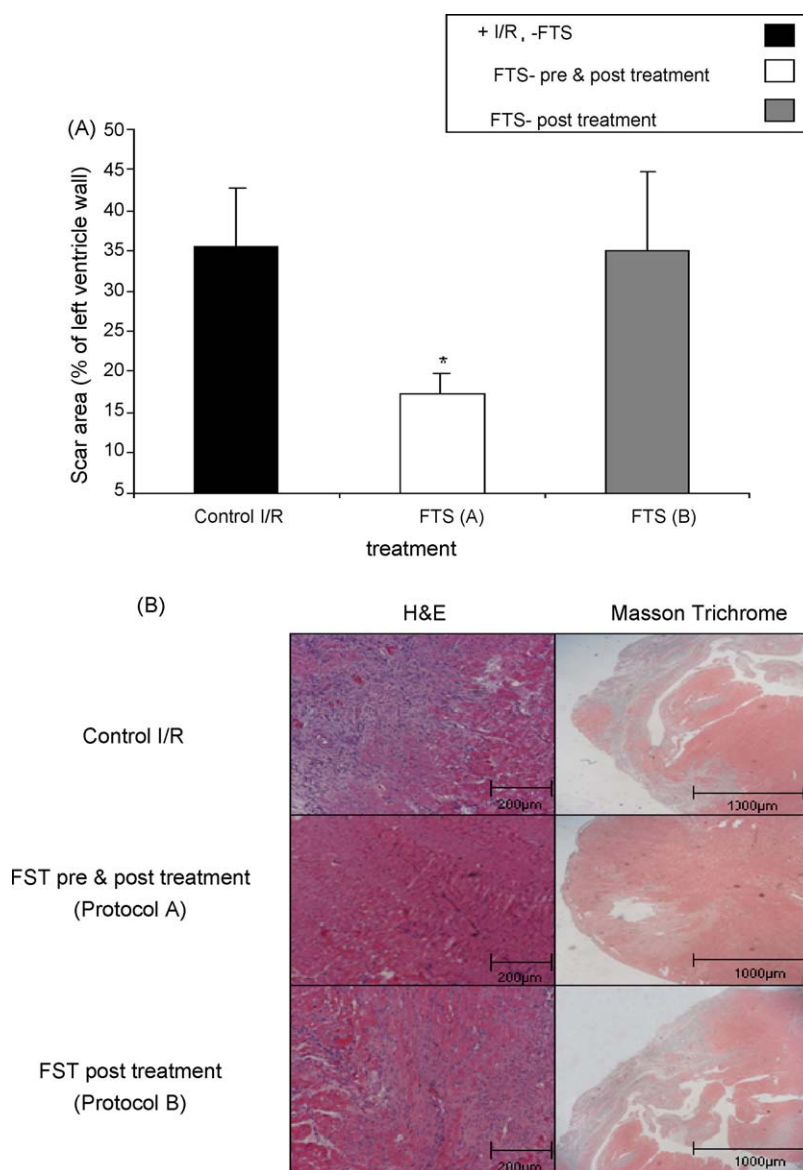 + I/R, -FTS
FTS- pre & post treatment
FTS- post treatment
(A)
50
45
40
35
30
25
20
15
10
5
Scar area (% of left ventricle wall)
*
Control I/R FTS (A) FTS (B)
treatment
(B)
H&E Masson Trichrome
Control I/R
200µm 1000µm
FST pre & post treatment
(Protocol A)
200µm 1000µm
FST post treatment
(Protocol B)
200µm 1000µm